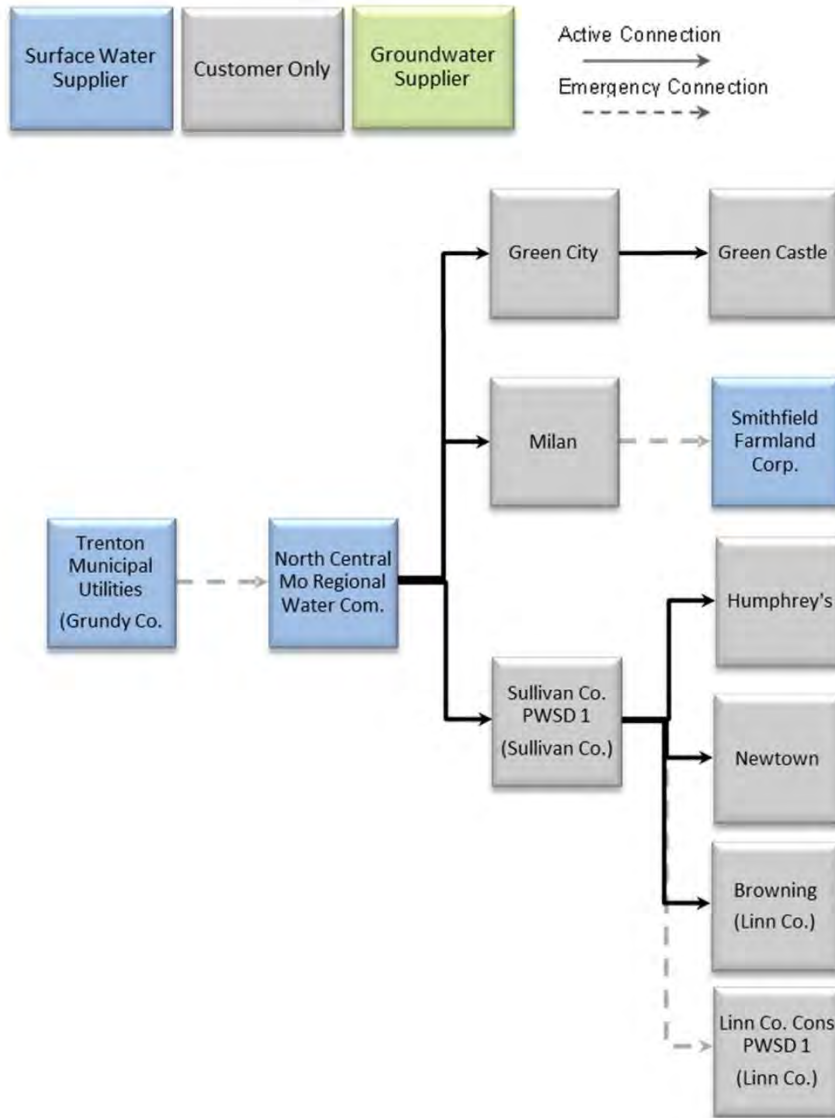 Surface Water
Supplier
Customer Only
Groundwater
Supplier
Active Connection
Emergency Connection
Green City
Green Castle
Milan
Smithfield
Farmland
Corp.
Trenton
Municipal
Utilities
(Grundy Co.
North Central
Mo Regional
Water Com.
Humphrey's
Sullivan Co.
PWSD 1
(Sullivan Co.)
Newtown
Browning
(Linn Co.)
Linn Co. Cons
PWSD 1
(Linn Co.)